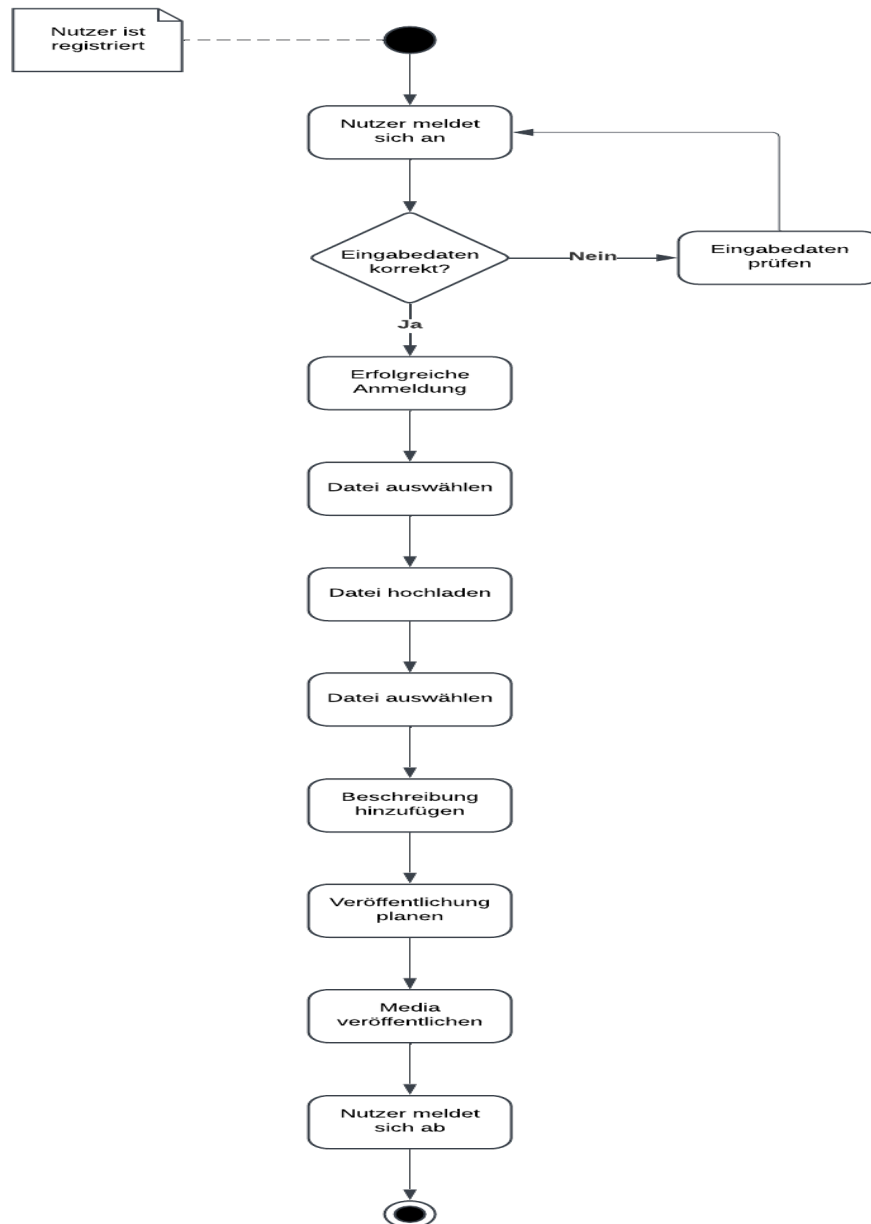 Nutzer ist
registriert
Nutzer meldet
sich an
Eingabedaten
korrekt?
Nein
Eingabedaten
prüfen
Ja
Erfolgreiche
Anmeldung
Datei auswählen
Datei hochladen
Datei auswählen
Beschreibung
hinzufügen
Veröffentlichung
planen
Media
veröffentlichen
Nutzer meldet
sich ab